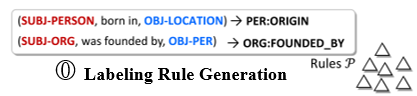 (SUBJ-PERSON, born in, OBJ-LOCATION) → PER:ORIGIN
(SUBJ-ORG, was founded by, OBJ-PER) → ORG:FOUNDED_BY
⓪ Labeling Rule Generation
Rules 𝒫